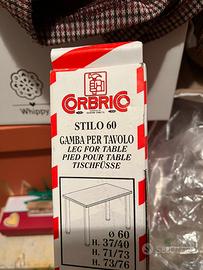 Whippy
CORBRICO
STILO 60
GAMBA PER TAVOLO
LEG FOR TABLE
PIED POUR TABLE
TISCHFÜSSE
Ø 60
H. 37/40
H. 71/73
H. 73/76